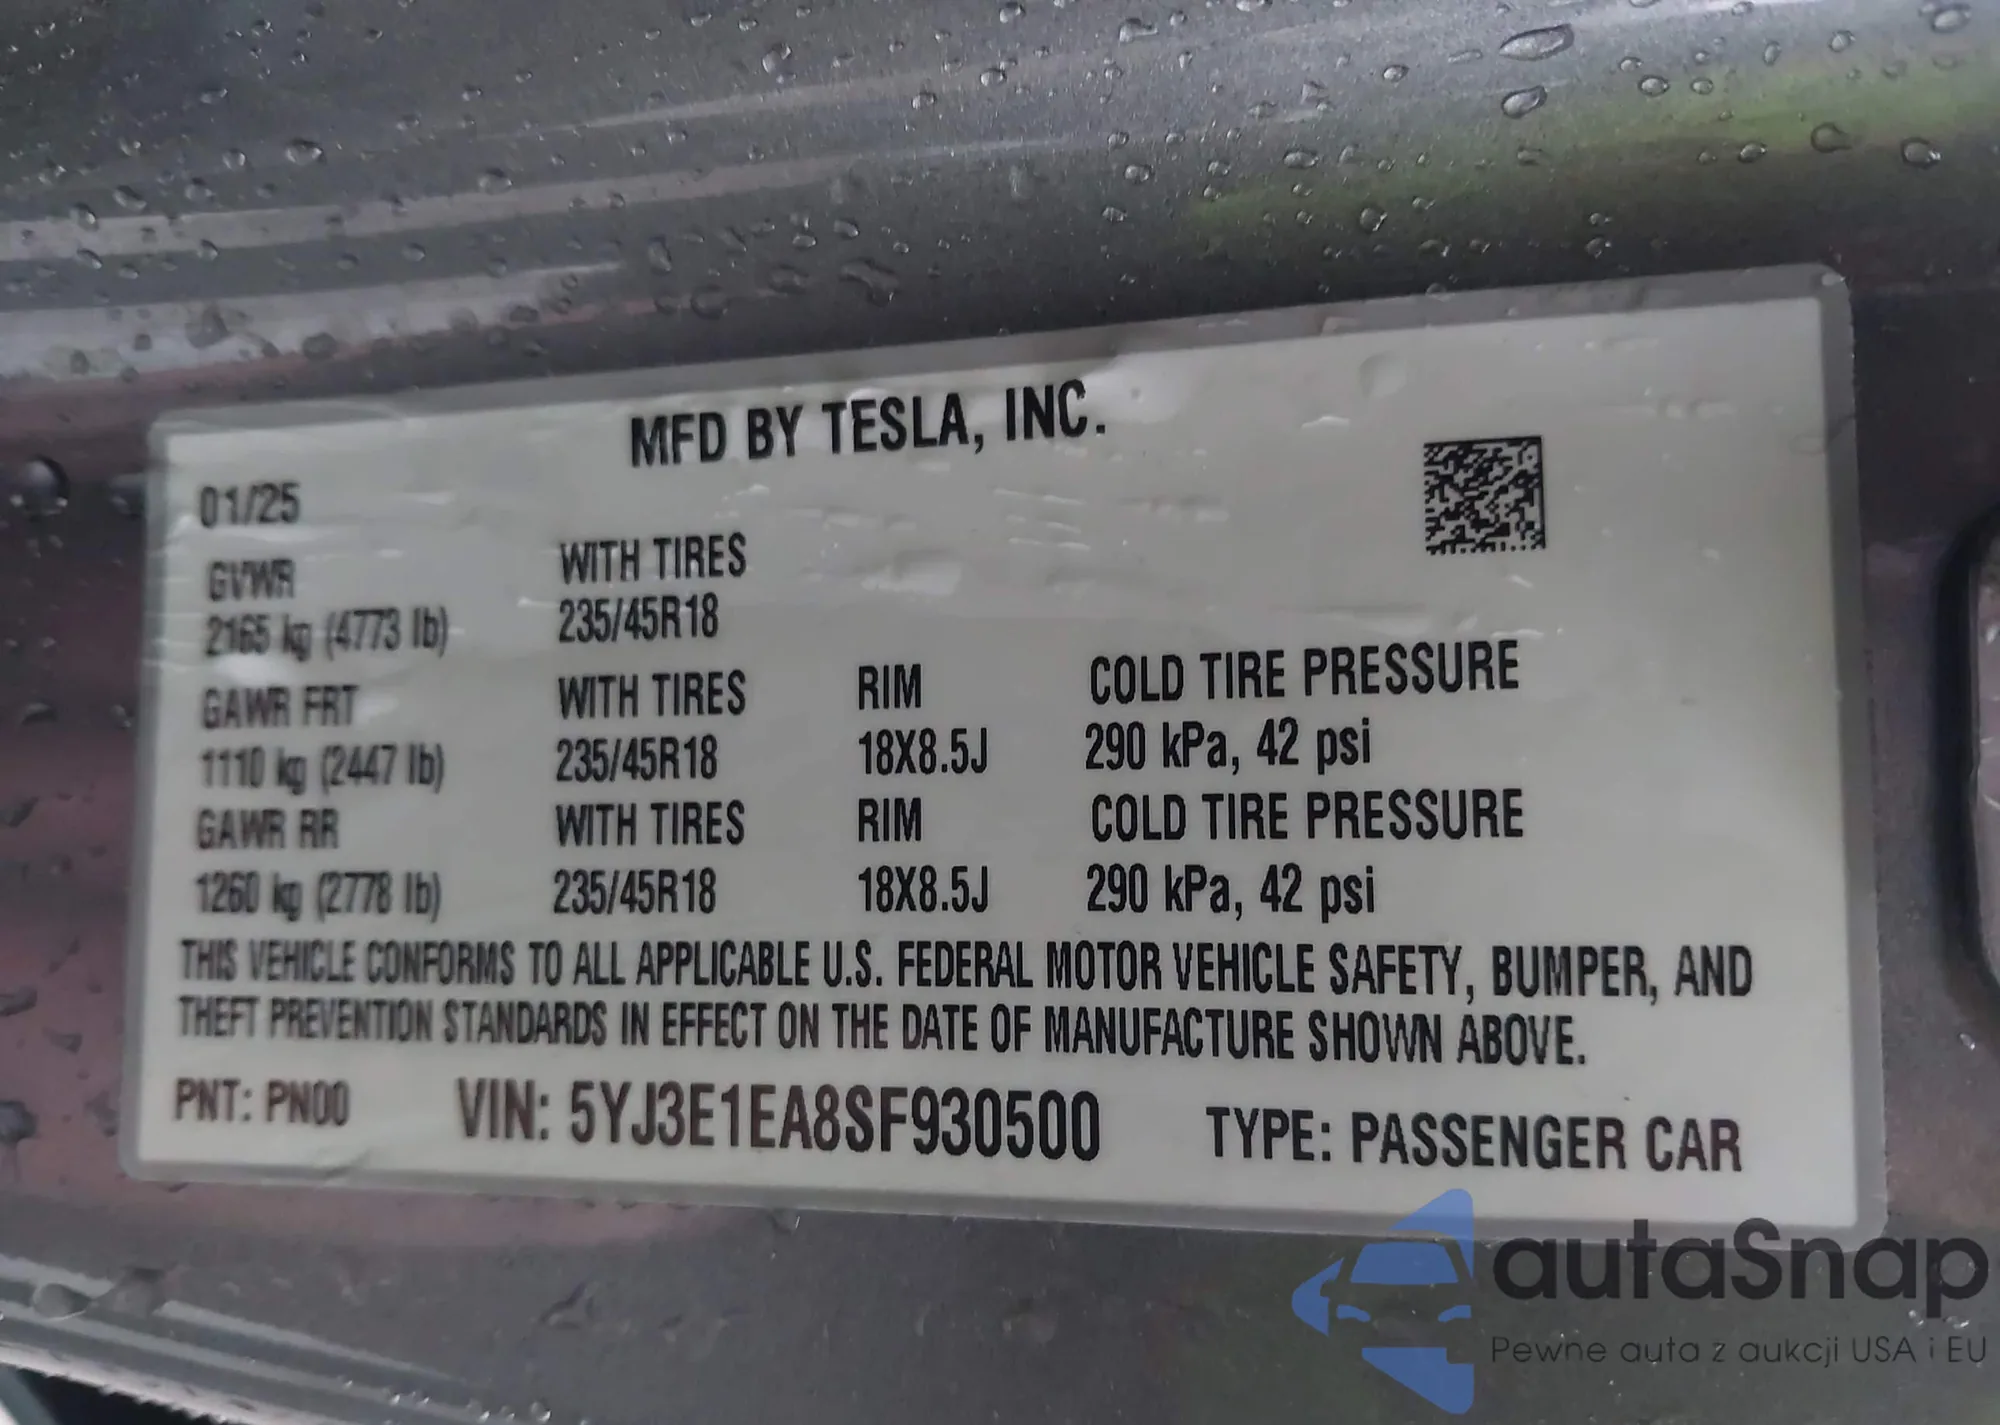 MFD BY TESLA, INC.
01/25
GVWR WITH TIRES
2165 kg (4773 lb) 235/45R18
GAWR FRT WITH TIRES RIM COLD TIRE PRESSURE
1110 kg (2447 lb) 235/45R18 18X8.5J 290 kPa, 42 psi
GAWR RR WITH TIRES RIM COLD TIRE PRESSURE
1260 kg (2778 lb) 235/45R18 18X8.5J 290 kPa, 42 psi
THIS VEHICLE CONFORMS TO ALL APPLICABLE U.S. FEDERAL MOTOR VEHICLE SAFETY, BUMPER, AND
THEFT PREVENTION STANDARDS IN EFFECT ON THE DATE OF MANUFACTURE SHOWN ABOVE.
PNT: PN00 VIN: 5YJ3E1EA8SF930500 TYPE: PASSENGER CAR
autaSnap
Pewne auta z aukcji USA i EU